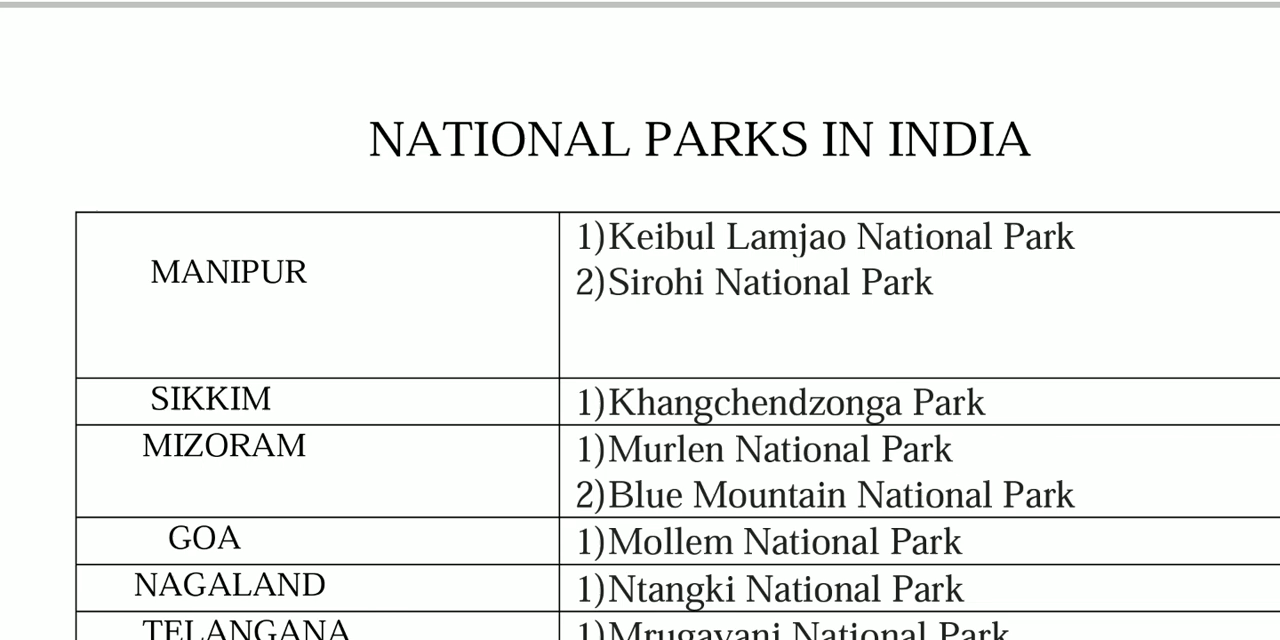 NATIONAL PARKS IN INDIA
MANIPUR
1)Keibul Lamjao National Park
2)Sirohi National Park
SIKKIM
1)Khangchendzonga Park
MIZORAM
1)Murlen National Park
2)Blue Mountain National Park
GOA
1)Mollem National Park
NAGALAND
1)Ntangki National Park
TELANGANA
1)Mrugavani National Park